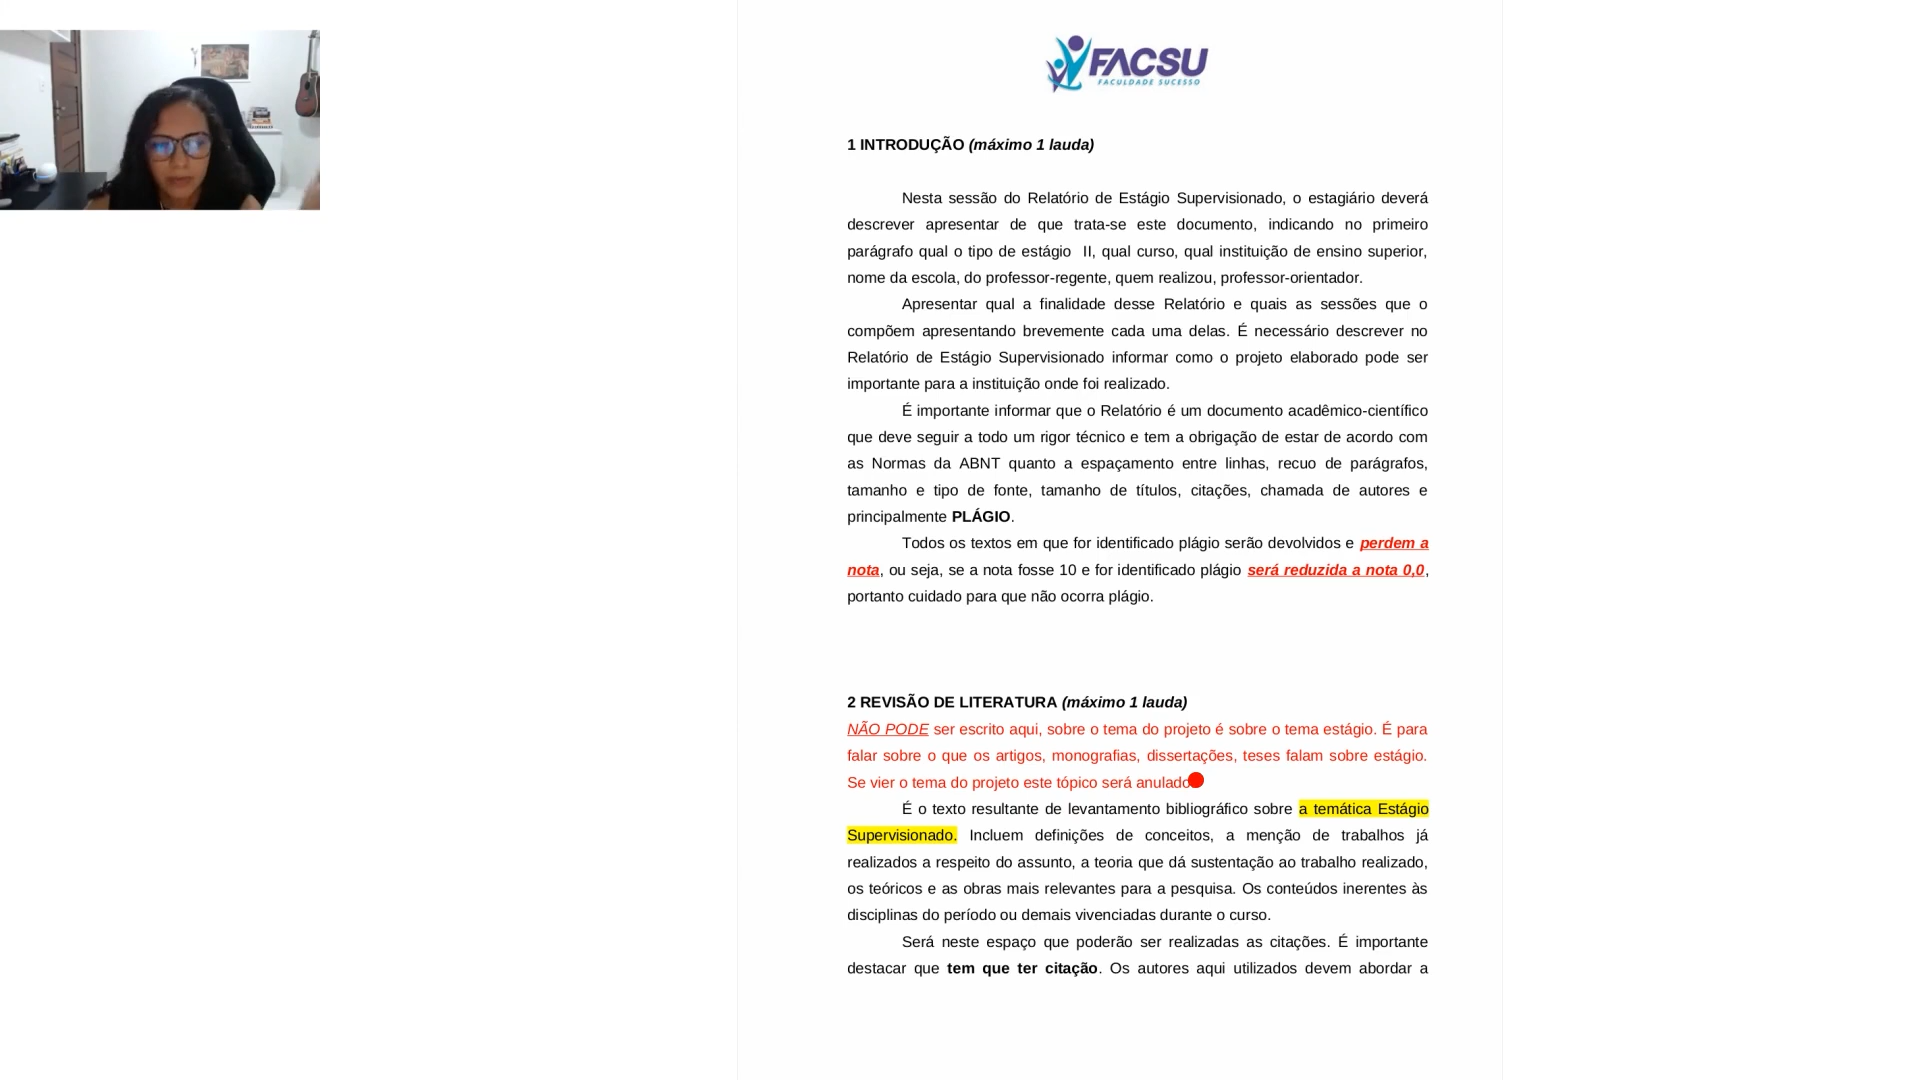 FACSU
FACULDADE SUCESSO
1 INTRODUÇÃO (máximo 1 lauda)
Nesta sessão do Relatório de Estágio Supervisionado, o estagiário deverá
descrever apresentar de que trata-se este documento, indicando no primeiro
parágrafo qual o tipo de estágio II, qual curso, qual instituição de ensino superior,
nome da escola, do professor-regente, quem realizou, professor-orientador.
Apresentar qual a finalidade desse Relatório e quais as sessões que o
compõem apresentando brevemente cada uma delas. É necessário descrever no
Relatório de Estágio Supervisionado informar como o projeto elaborado pode ser
importante para a instituição onde foi realizado.
É importante informar que o Relatório é um documento acadêmico-científico
que deve seguir a todo um rigor técnico e tem a obrigação de estar de acordo com
as Normas da ABNT quanto a espaçamento entre linhas, recuo de parágrafos,
tamanho e tipo de fonte, tamanho de títulos, citações, chamada de autores e
principalmente PLÁGIO.
Todos os textos em que for identificado plágio serão devolvidos e perdem a
nota, ou seja, se a nota fosse 10 e for identificado plágio será reduzida a nota 0,0,
portanto cuidado para que não ocorra plágio.
2 REVISÃO DE LITERATURA (máximo 1 lauda)
NÃO PODE ser escrito aqui, sobre o tema do projeto é sobre o tema estágio. É para
falar sobre o que os artigos, monografias, dissertações, teses falam sobre estágio.
Se vier o tema do projeto este tópico será anulado
É o texto resultante de levantamento bibliográfico sobre a temática Estágio
Supervisionado. Incluem definições de conceitos, a menção de trabalhos já
realizados a respeito do assunto, a teoria que dá sustentação ao trabalho realizado,
os teóricos e as obras mais relevantes para a pesquisa. Os conteúdos inerentes às
disciplinas do período ou demais vivenciadas durante o curso.
Será neste espaço que poderão ser realizadas as citações. É importante
destacar que tem que ter citação. Os autores aqui utilizados devem abordar a